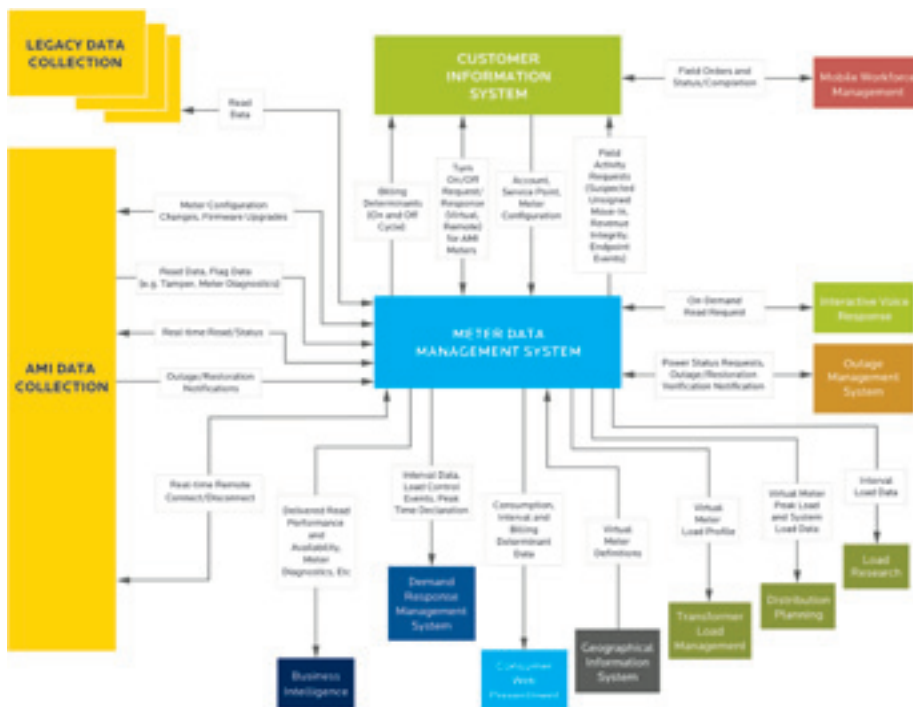 LEGACY DATA
COLLECTION
CUSTOMER
INFORMATION
SYSTEM
Field Orders and
Status/Completion
Mobile Workforce
Management
Read
Data
AMI DATA
COLLECTION
Meter Configuration
Changes, Firmware Upgrades
Read Data, Flag Data
(e.g. Tamper, Meter Diagnostics)
Real-time Read/Status
Outage/Restoration
Notifications
Real-time Remote
Connect/Disconnect
Billing
Determinants
(On and Off
Cycle)
Turn
On/Off
Request/
Response
(Virtual,
Remote)
for AMI
Meters
Account,
Service Point,
Meter
Configuration
Field
Activity
Requests
(Suspected
Unsigned
Move-In,
Revenue
Integrity,
Endpoint
Events)
METER DATA
MANAGEMENT SYSTEM
On-Demand
Read Request
Interactive Voice
Response
Power Status Requests,
Outage/Restoration
Verification Notification
Outage
Management
System
Delivered Read
Performance
and
Availability,
Meter
Diagnostics, Etc
Interval Data,
Load Control
Events, Peak
Time Declaration
Consumption,
Interval and
Billing
Determinant
Data
Virtual
Meter
Definitions
Virtual
Meter
Load Profile
Virtual Meter
Peak Load
and System
Load Data
Interval
Load Data
Business
Intelligence
Demand
Response
Management
System
Consumer
Web
Presentment
Geographical
Information
System
Transformer
Load
Management
Distribution
Planning
Load
Research